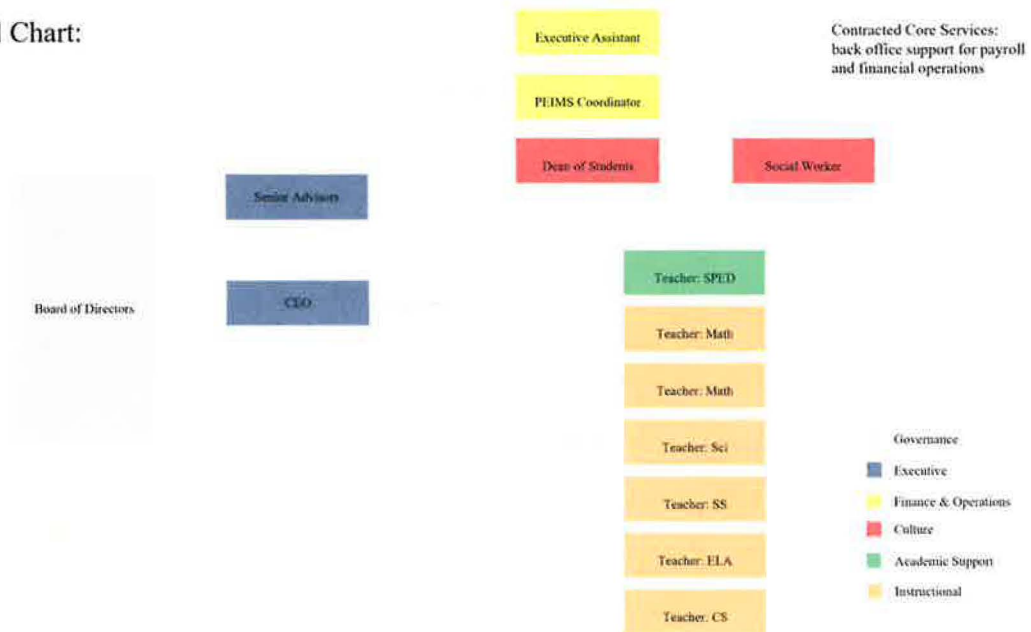 Chart:
Executive Assistant
Contracted Core Services:
back office support for payroll
and financial operations
PEIMS Coordinator
Dean of Students
Social Worker
Senior Advisors
Board of Directors
CEO
Teacher: SPED
Teacher: Math
Teacher: Math
Teacher: Sci
Teacher: SS
Teacher: ELA
Teacher: CS
Governance
Executive
Finance & Operations
Culture
Academic Support
Instructional